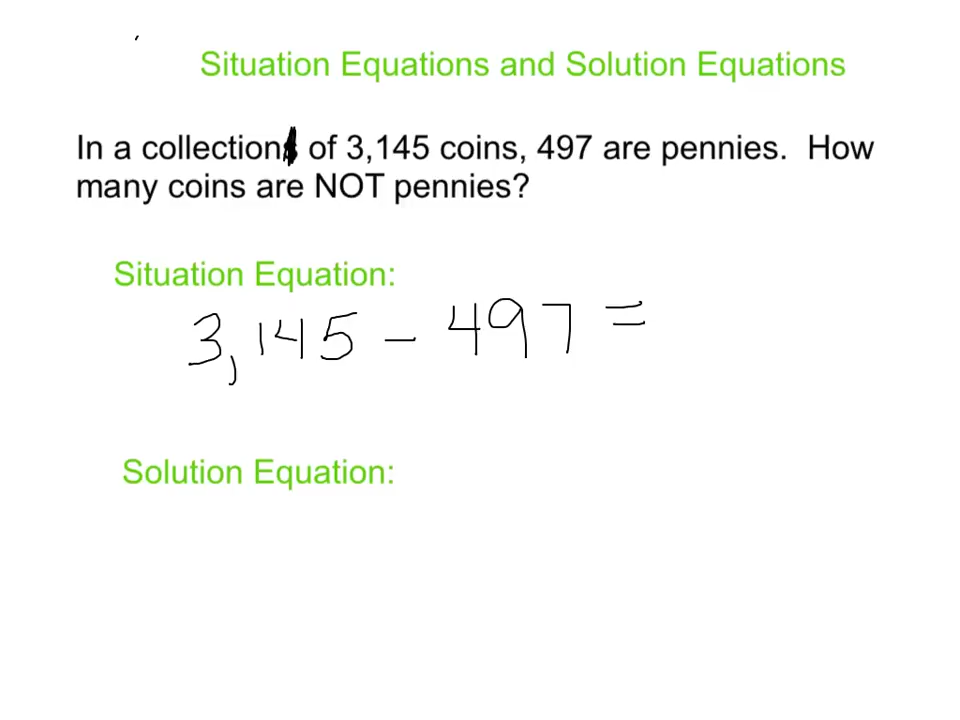 Situation Equations and Solution Equations
In a collection of 3,145 coins, 497 are pennies. How
many coins are NOT pennies?
Situation Equation:
3,145 - 497 =
Solution Equation: